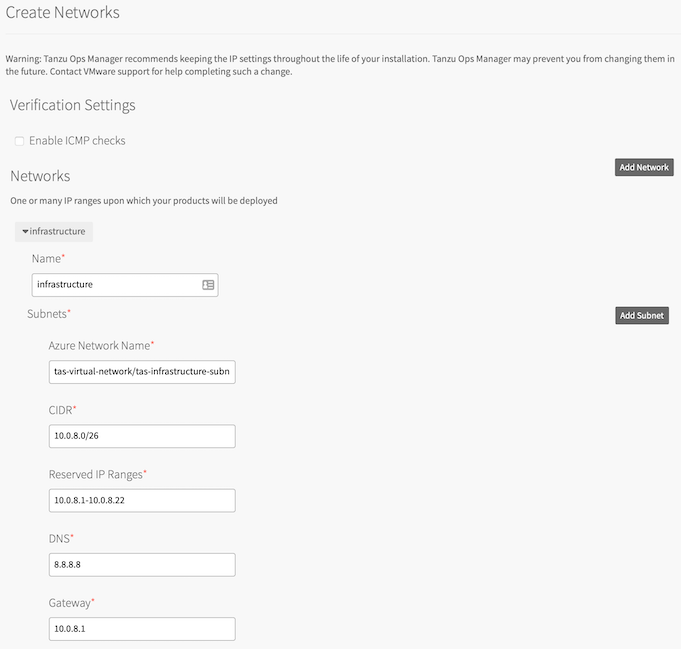 Create Networks
Warning: Tanzu Ops Manager recommends keeping the IP settings throughout the life of your installation. Tanzu Ops Manager may prevent you from changing them in
the future. Contact VMware support for help completing such a change.
Verification Settings
Enable ICMP checks
Add Network
Networks
One or many IP ranges upon which your products will be deployed
infrastructure
Name*
infrastructure
Subnets*
Add Subnet
Azure Network Name*
tas-virtual-network/tas-infrastructure-subn
CIDR*
10.0.8.0/26
Reserved IP Ranges*
10.0.8.1-10.0.8.22
DNS*
8.8.8.8
Gateway*
10.0.8.1